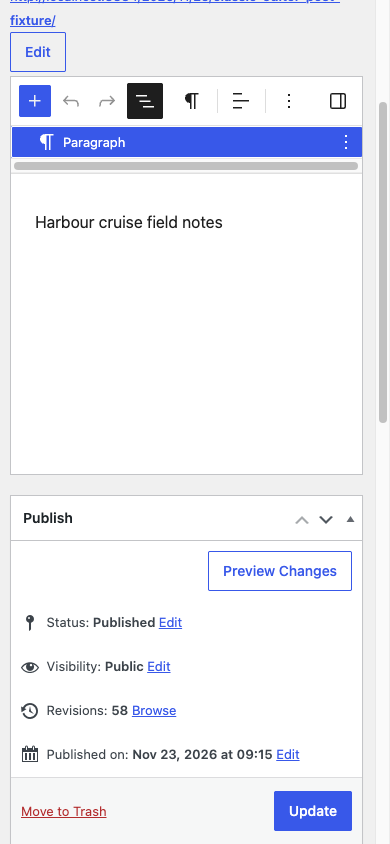 fixture/
Edit
Paragraph
Harbour cruise field notes
Publish
Preview Changes
Status: Published Edit
Visibility: Public Edit
Revisions: 58 Browse
Published on: Nov 23, 2026 at 09:15 Edit
Move to Trash
Update